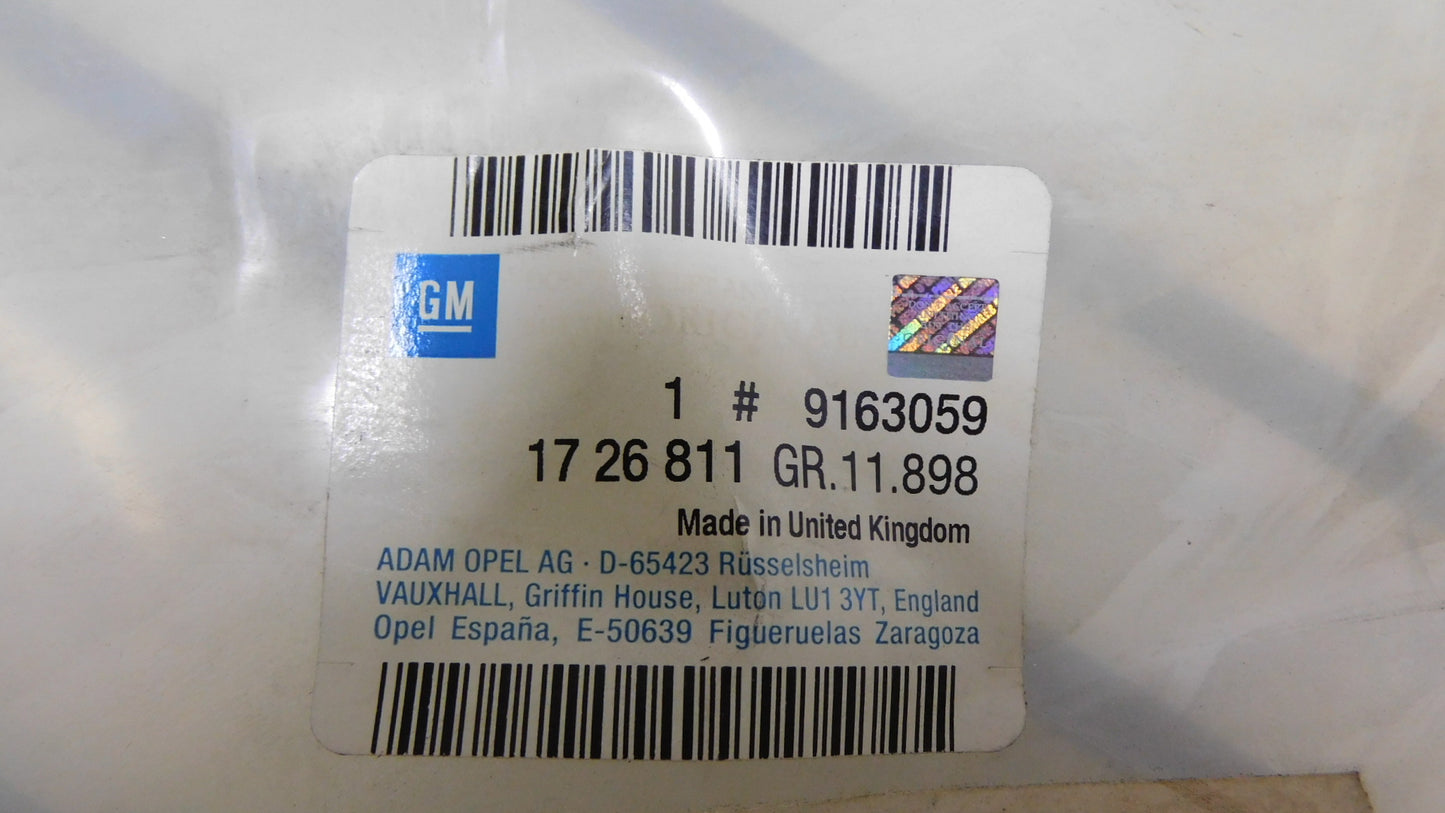 GM
1 # 9163059
17 26 811 GR.11.898
Made in United Kingdom
ADAM OPEL AG · D-65423 Rüsselsheim
VAUXHALL, Griffin House, Luton LU1 3YT, England
Opel España, E-50639 Figueruelas Zaragoza